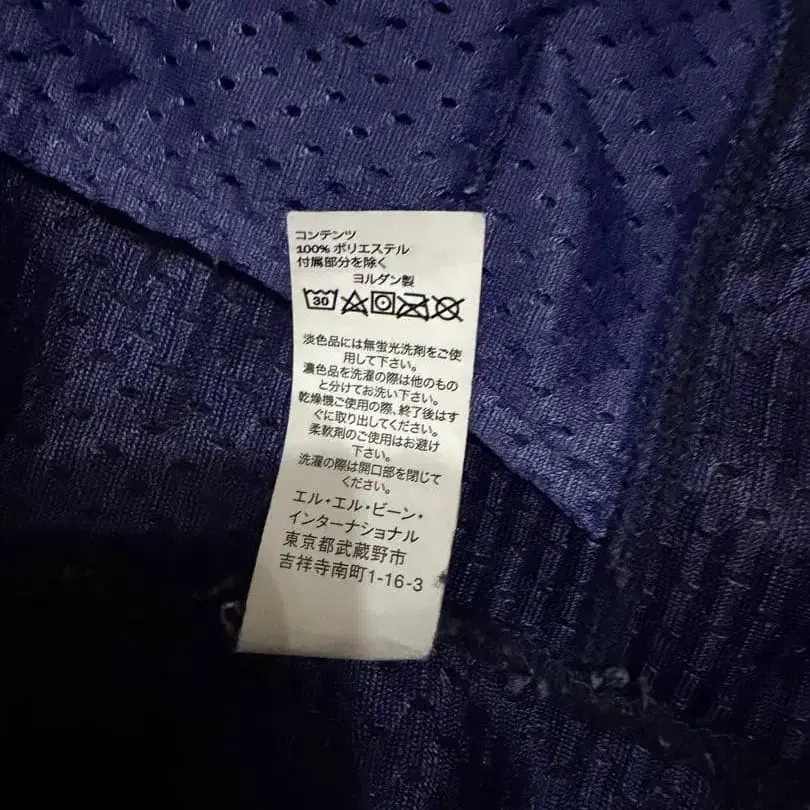 コンテンツ
100% ポリエステル
付属部分を除く
ヨルダン製
30
淡色品には無蛍光洗剤をご使
用して下さい。
濃色品を洗濯の際は他のもの
と分けてお洗い下さい。
乾燥機ご使用の際、終了後はす
ぐに取り出してください。
柔軟剤のご使用はお避け
下さい。
洗濯の際は開口部を閉じて
ください。
エル・エル・ビーン・
インターナショナル
東京都武蔵野市
吉祥寺南町1-16-3